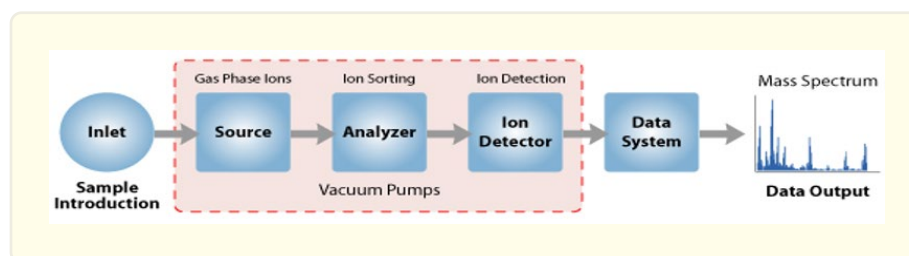 Gas Phase Ions
Ion Sorting
Ion Detection
Mass Spectrum
Inlet
Source
Analyzer
Ion
Detector
Data
System
Sample
Introduction
Vacuum Pumps
Data Output